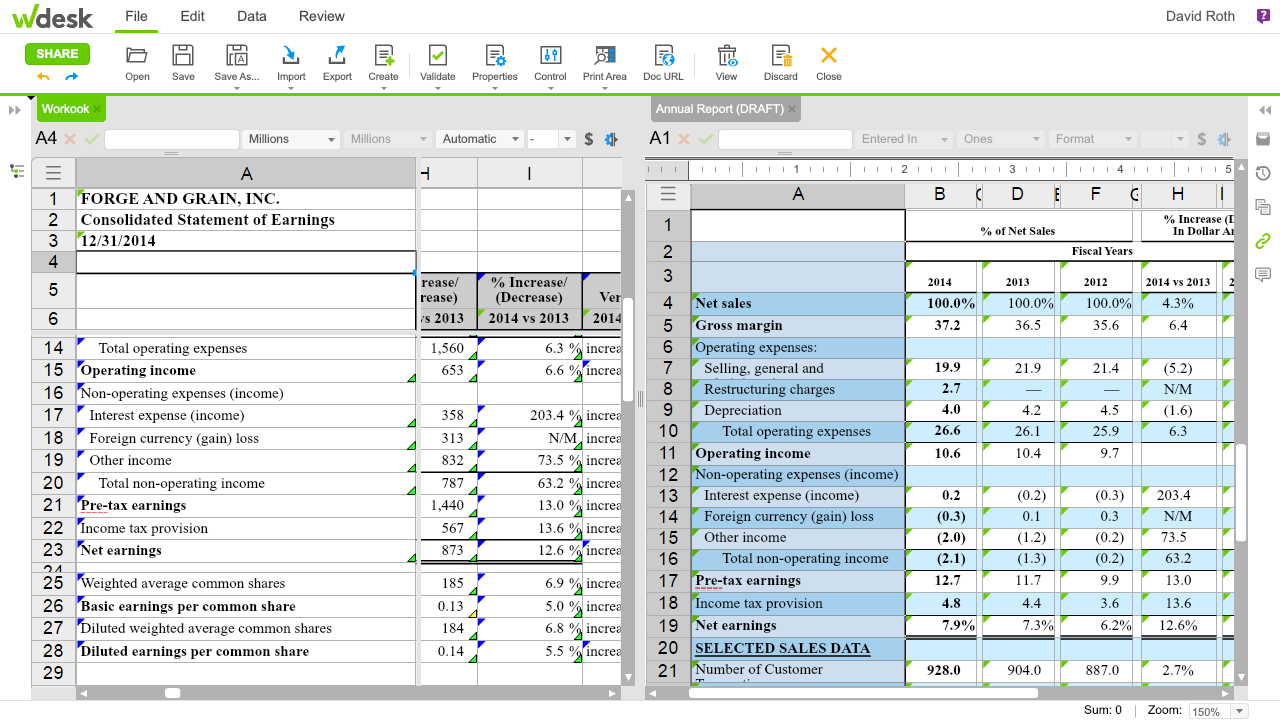 wdesk File Edit Data Review David Roth ?
SHARE
Open Save Save As... Import Export Create Validate Properties Control Print Area Doc URL View Discard Close
Workook ×
A4 Millions Millions Automatic - $
A H I
1 FORGE AND GRAIN, INC.
2 Consolidated Statement of Earnings
3 12/31/2014
4
5 rease/ % Increase/
rease) (Decrease) Ver
6 vs 2013 2014 vs 2013 2014
14 Total operating expenses 1,560 6.3 % increa
15 Operating income 653 6.6 % increa
16 Non-operating expenses (income)
17 Interest expense (income) 358 203.4 % increa
18 Foreign currency (gain) loss 313 N/M increa
19 Other income 832 73.5 % increa
20 Total non-operating income 787 63.2 % increa
21 Pre-tax earnings 1,440 13.0 % increa
22 Income tax provision 567 13.6 % increa
23 Net earnings 873 12.6 % increa
24
25 Weighted average common shares 185 6.9 % increa
26 Basic earnings per common share 0.13 5.0 % increa
27 Diluted weighted average common shares 184 6.8 % increa
28 Diluted earnings per common share 0.14 5.5 % increa
29
Annual Report (DRAFT) ×
A1 Entered In Ones Format $
1 2 3 4 5
A B C D E F G H I
1 % of Net Sales % Increase (D
In Dollar A
2 Fiscal Years
3 2014 2013 2012 2014 vs 2013 2
4 Net sales 100.0% 100.0% 100.0% 4.3%
5 Gross margin 37.2 36.5 35.6 6.4
6 Operating expenses:
7 Selling, general and 19.9 21.9 21.4 (5.2)
8 Restructuring charges 2.7 — — N/M
9 Depreciation 4.0 4.2 4.5 (1.6)
10 Total operating expenses 26.6 26.1 25.9 6.3
11 Operating income 10.6 10.4 9.7
12 Non-operating expenses (income)
13 Interest expense (income) 0.2 (0.2) (0.3) 203.4
14 Foreign currency (gain) loss (0.3) 0.1 0.3 N/M
15 Other income (2.0) (1.2) (0.2) 73.5
16 Total non-operating income (2.1) (1.3) (0.2) 63.2
17 Pre-tax earnings 12.7 11.7 9.9 13.0
18 Income tax provision 4.8 4.4 3.6 13.6
19 Net earnings 7.9% 7.3% 6.2% 12.6%
20 SELECTED SALES DATA
21 Number of Customer 928.0 904.0 887.0 2.7%
Sum: 0 | Zoom: 150%